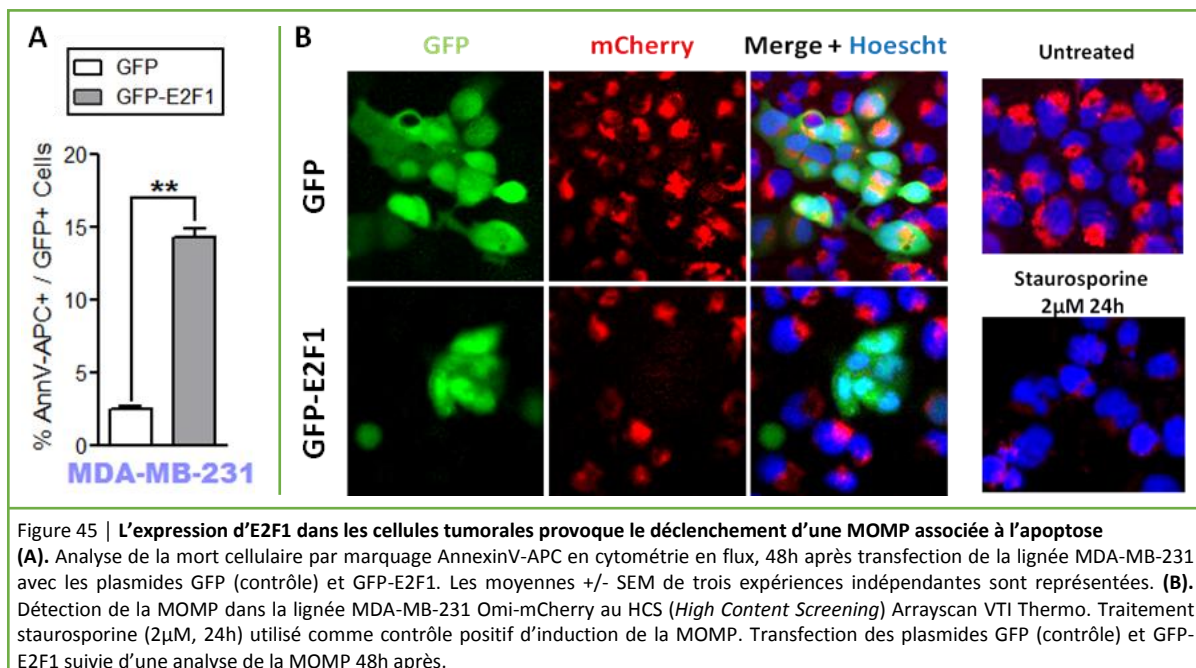 A
GFP
GFP-E2F1
% AnnV-APC+ / GFP+ Cells
20
15
10
5
0
**
MDA-MB-231
B
GFP
mCherry
Merge + Hoescht
GFP
GFP-E2F1
Untreated
Staurosporine
2µM 24h
Figure 45 | L’expression d’E2F1 dans les cellules tumorales provoque le déclenchement d’une MOMP associée à l’apoptose
(A). Analyse de la mort cellulaire par marquage AnnexinV-APC en cytométrie en flux, 48h après transfection de la lignée MDA-MB-231
avec les plasmides GFP (contrôle) et GFP-E2F1. Les moyennes +/- SEM de trois expériences indépendantes sont représentées. (B).
Détection de la MOMP dans la lignée MDA-MB-231 Omi-mCherry au HCS (High Content Screening) Arrayscan VTI Thermo. Traitement
staurosporine (2µM, 24h) utilisé comme contrôle positif d’induction de la MOMP. Transfection des plasmides GFP (contrôle) et GFP-
E2F1 suivie d’une analyse de la MOMP 48h après.